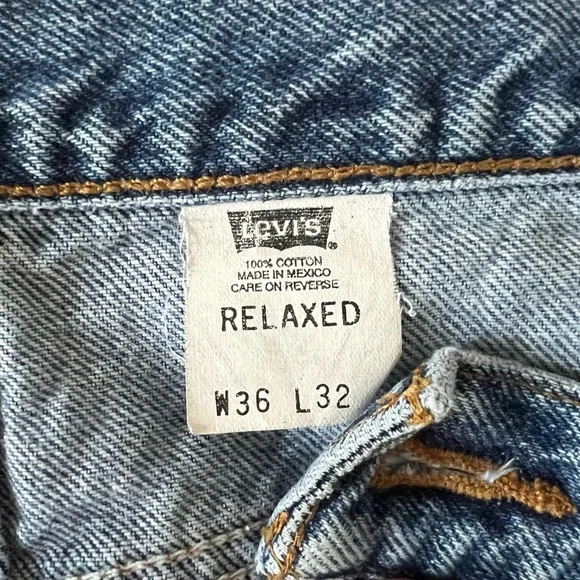 Levi's®
100% COTTON
MADE IN MEXICO
CARE ON REVERSE
RELAXED
W36 L32